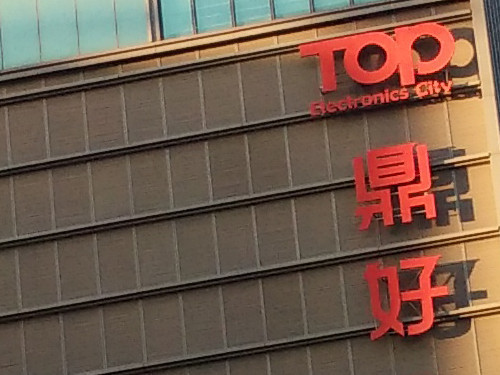 TOP
Electronics City
鼎
好